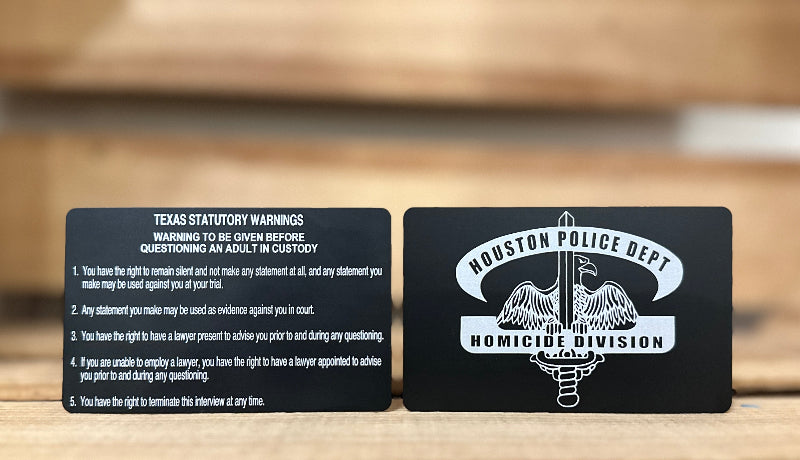 TEXAS STATUTORY WARNINGS
WARNING TO BE GIVEN BEFORE
QUESTIONING AN ADULT IN CUSTODY
1. You have the right to remain silent and not make any statement at all, and any statement you
make may be used against you at your trial.
2. Any statement you make may be used as evidence against you in court.
3. You have the right to have a lawyer present to advise you prior to and during any questioning.
4. If you are unable to employ a lawyer, you have the right to have a lawyer appointed to advise
you prior to and during any questioning.
5. You have the right to terminate this interview at any time.
HOUSTON POLICE DEPT
HOMICIDE DIVISION